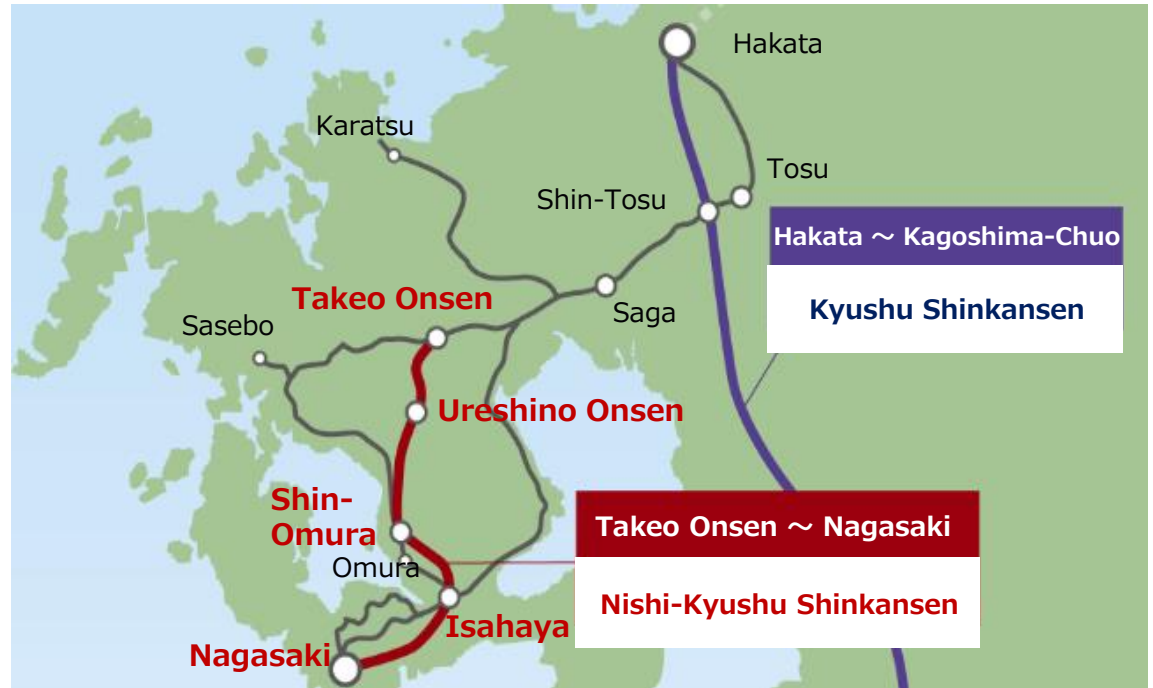 Hakata
Karatsu
Tosu
Shin-Tosu
Hakata ～ Kagoshima-Chuo
Kyushu Shinkansen
Takeo Onsen
Saga
Sasebo
Ureshino Onsen
Shin-
Omura
Takeo Onsen ～ Nagasaki
Nishi-Kyushu Shinkansen
Omura
Isahaya
Nagasaki